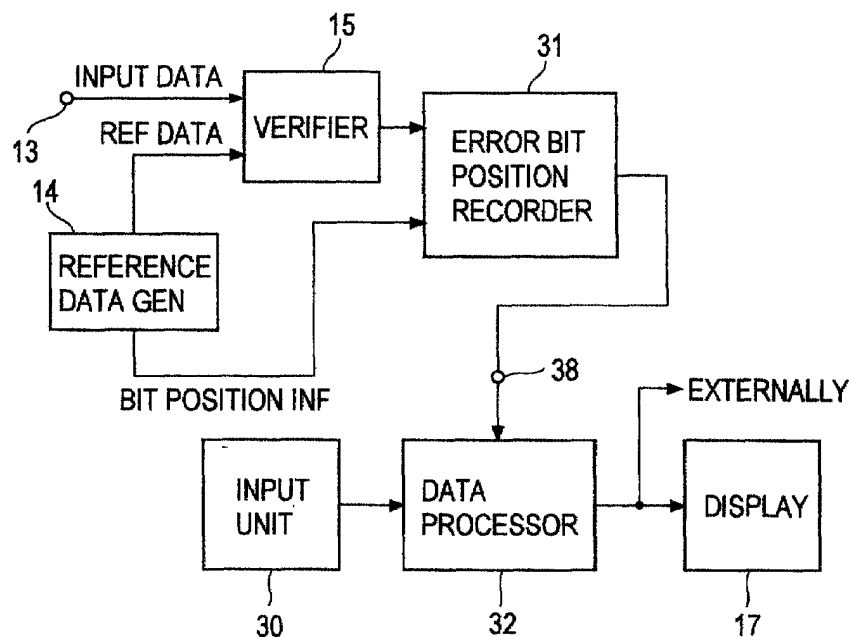 15
31
INPUT DATA
13
REF DATA
VERIFIER
ERROR BIT
POSITION
RECORDER
14
REFERENCE
DATA GEN
BIT POSITION INF
38
EXTERNALLY
INPUT
UNIT
DATA
PROCESSOR
DISPLAY
30
32
17